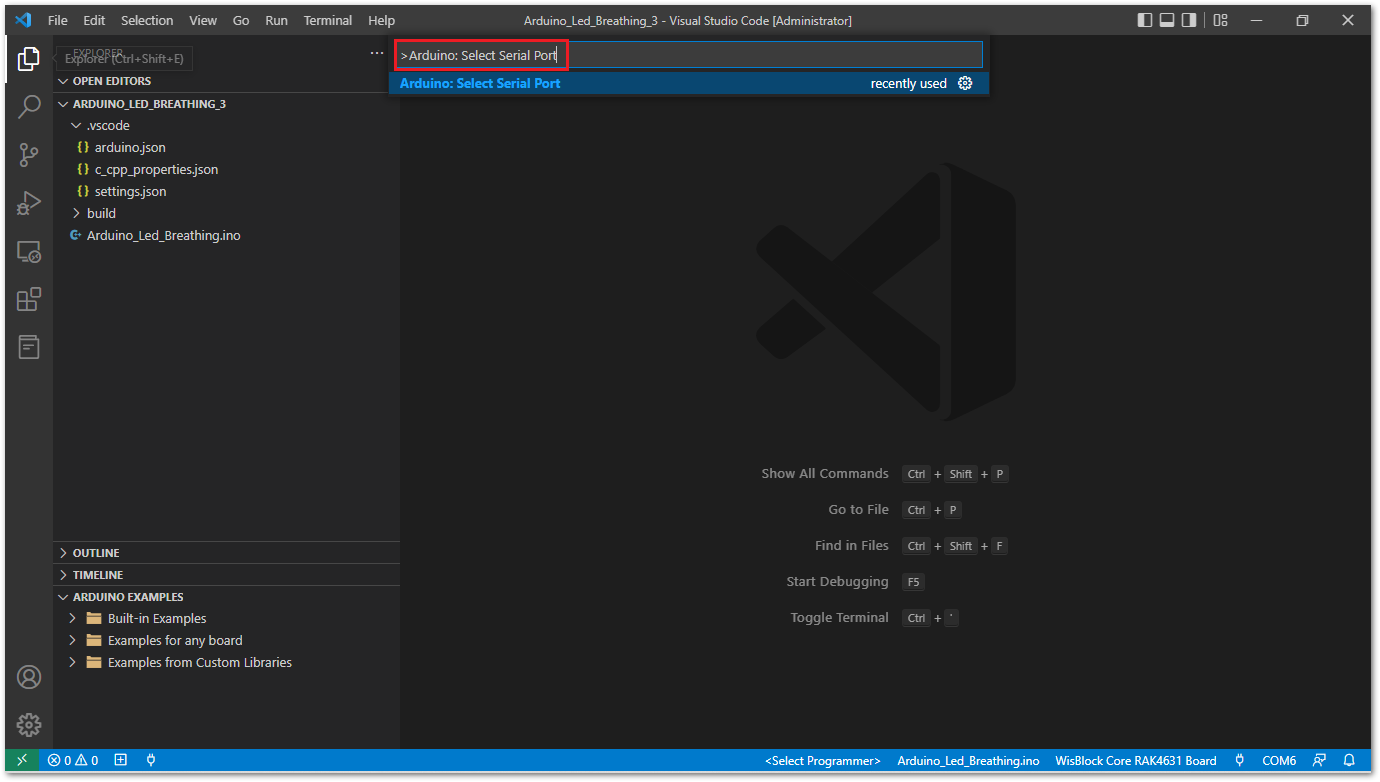 File Edit Selection View Go Run Terminal Help Arduino_Led_Breathing_3 - Visual Studio Code [Administrator]
EXPLORER ···
Explorer (Ctrl+Shift+E)
>Arduino: Select Serial Port
Arduino: Select Serial Port recently used
OPEN EDITORS
ARDUINO_LED_BREATHING_3
.vscode
{} arduino.json
{} c_cpp_properties.json
{} settings.json
build
Arduino_Led_Breathing.ino
Show All Commands Ctrl + Shift + P
Go to File Ctrl + P
Find in Files Ctrl + Shift + F
Start Debugging F5
Toggle Terminal Ctrl + `
OUTLINE
TIMELINE
ARDUINO EXAMPLES
Built-in Examples
Examples for any board
Examples from Custom Libraries
0 0 <Select Programmer> Arduino_Led_Breathing.ino WisBlock Core RAK4631 Board COM6